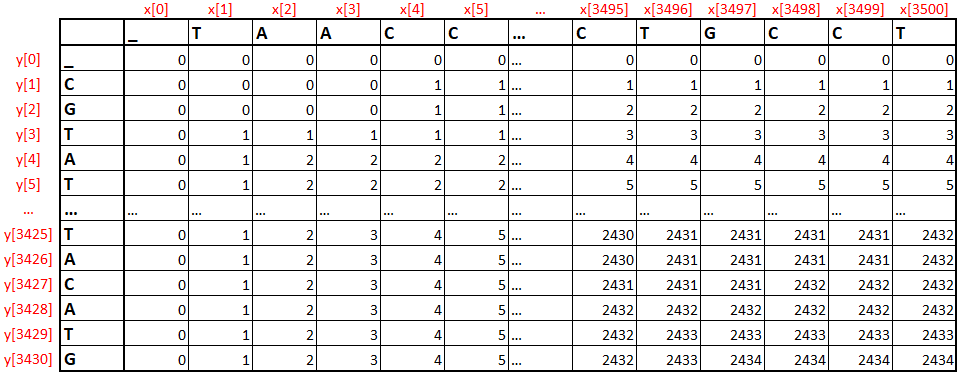 x[0] x[1] x[2] x[3] x[4] x[5] ... x[3495] x[3496] x[3497] x[3498] x[3499] x[3500]
_ T A A C C ... C T G C C T
y[0] _ 0 0 0 0 0 0 ... 0 0 0 0 0 0
y[1] C 0 0 0 0 1 1 ... 1 1 1 1 1 1
y[2] G 0 0 0 0 1 1 ... 2 2 2 2 2 2
y[3] T 0 1 1 1 1 1 ... 3 3 3 3 3 3
y[4] A 0 1 2 2 2 2 ... 4 4 4 4 4 4
y[5] T 0 1 2 2 2 2 ... 5 5 5 5 5 5
... ... ... ... ... ... ... ... ... ... ... ... ... ... ...
y[3425] T 0 1 2 3 4 5 ... 2430 2431 2431 2431 2431 2432
y[3426] A 0 1 2 3 4 5 ... 2430 2431 2431 2431 2431 2432
y[3427] C 0 1 2 3 4 5 ... 2431 2431 2431 2432 2432 2432
y[3428] A 0 1 2 3 4 5 ... 2432 2432 2432 2432 2432 2432
y[3429] T 0 1 2 3 4 5 ... 2432 2433 2433 2433 2433 2433
y[3430] G 0 1 2 3 4 5 ... 2432 2433 2434 2434 2434 2434